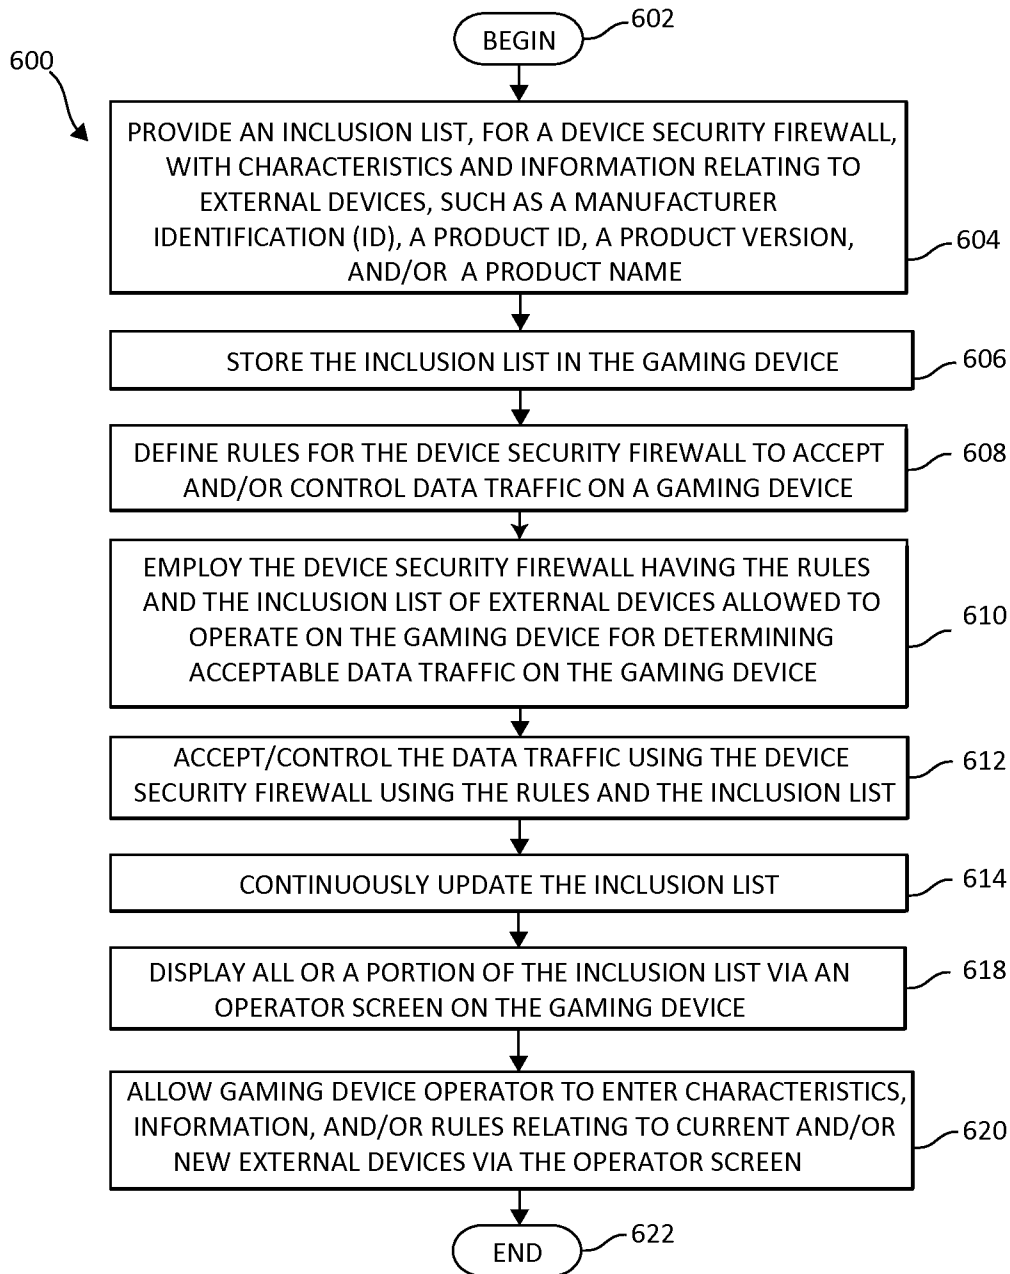 602
BEGIN
600
PROVIDE AN INCLUSION LIST, FOR A DEVICE SECURITY FIREWALL,
WITH CHARACTERISTICS AND INFORMATION RELATING TO
EXTERNAL DEVICES, SUCH AS A MANUFACTURER
IDENTIFICATION (ID), A PRODUCT ID, A PRODUCT VERSION,
AND/OR A PRODUCT NAME
604
STORE THE INCLUSION LIST IN THE GAMING DEVICE
606
DEFINE RULES FOR THE DEVICE SECURITY FIREWALL TO ACCEPT
AND/OR CONTROL DATA TRAFFIC ON A GAMING DEVICE
608
EMPLOY THE DEVICE SECURITY FIREWALL HAVING THE RULES
AND THE INCLUSION LIST OF EXTERNAL DEVICES ALLOWED TO
OPERATE ON THE GAMING DEVICE FOR DETERMINING
ACCEPTABLE DATA TRAFFIC ON THE GAMING DEVICE
610
ACCEPT/CONTROL THE DATA TRAFFIC USING THE DEVICE
SECURITY FIREWALL USING THE RULES AND THE INCLUSION LIST
612
CONTINUOUSLY UPDATE THE INCLUSION LIST
614
DISPLAY ALL OR A PORTION OF THE INCLUSION LIST VIA AN
OPERATOR SCREEN ON THE GAMING DEVICE
618
ALLOW GAMING DEVICE OPERATOR TO ENTER CHARACTERISTICS,
INFORMATION, AND/OR RULES RELATING TO CURRENT AND/OR
NEW EXTERNAL DEVICES VIA THE OPERATOR SCREEN
620
END
622